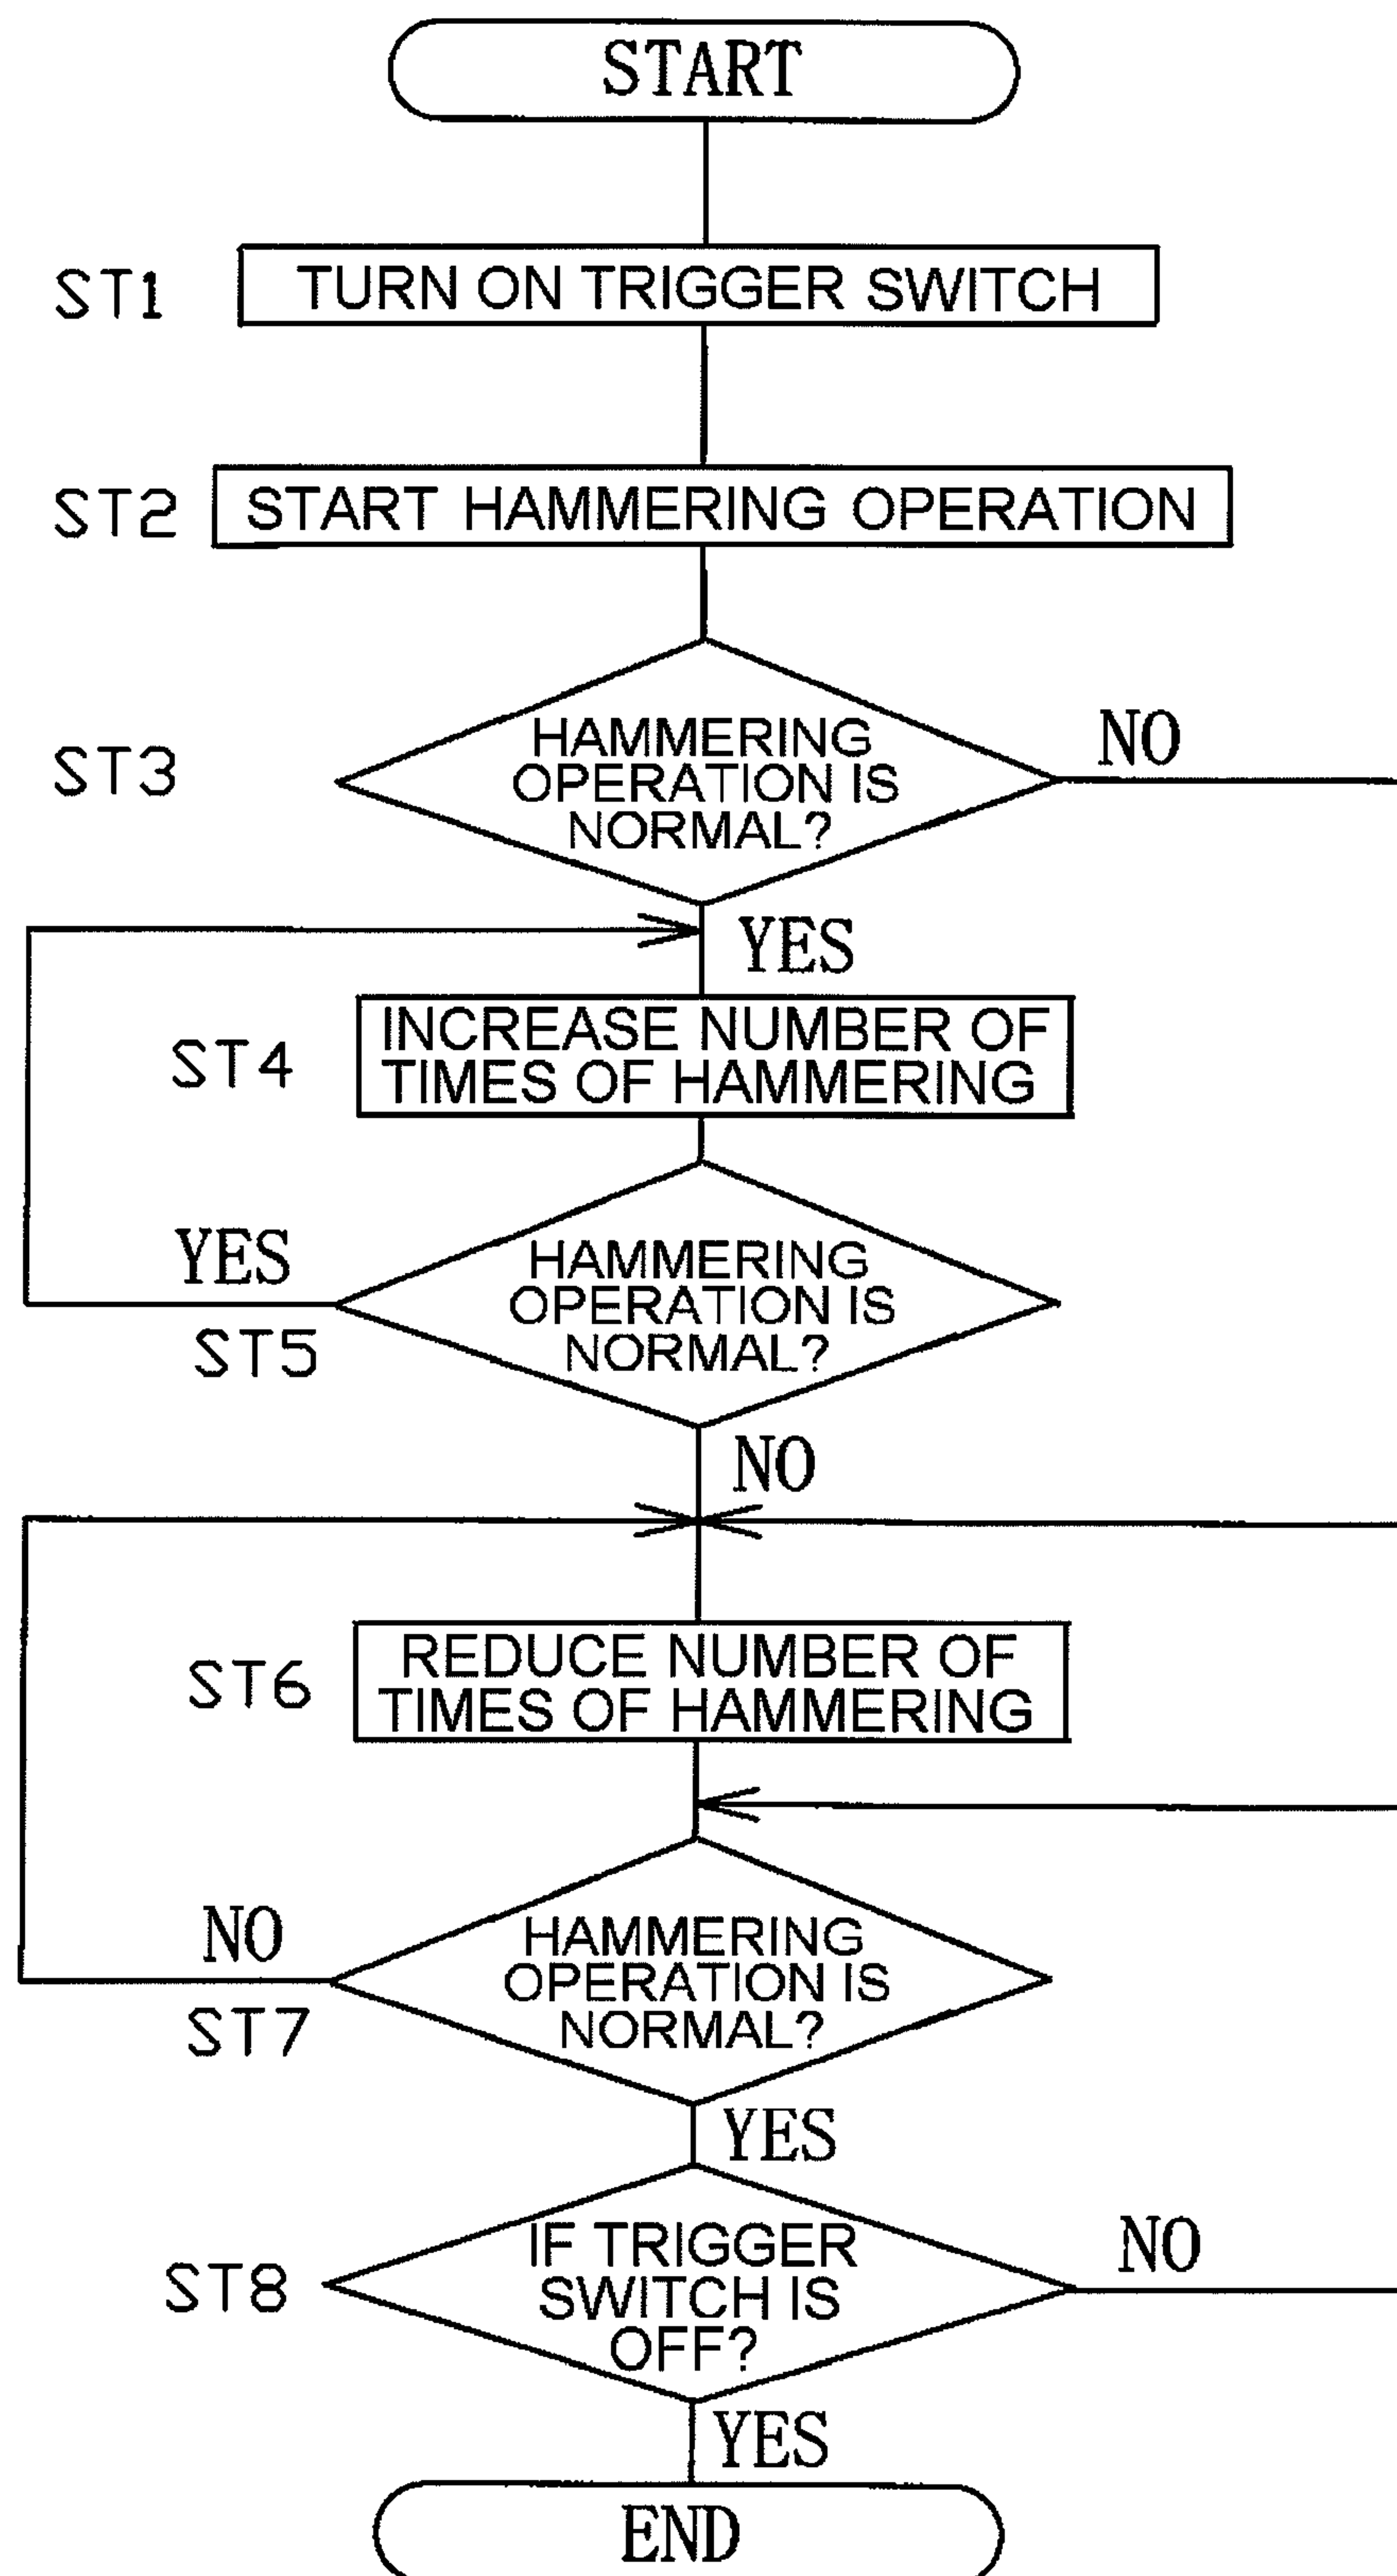 START
ST1
TURN ON TRIGGER SWITCH
ST2
START HAMMERING OPERATION
ST3
HAMMERING
OPERATION IS
NORMAL?
NO
YES
ST4
INCREASE NUMBER OF
TIMES OF HAMMERING
YES
ST5
HAMMERING
OPERATION IS
NORMAL?
NO
ST6
REDUCE NUMBER OF
TIMES OF HAMMERING
NO
ST7
HAMMERING
OPERATION IS
NORMAL?
YES
ST8
IF TRIGGER
SWITCH IS
OFF?
NO
YES
END